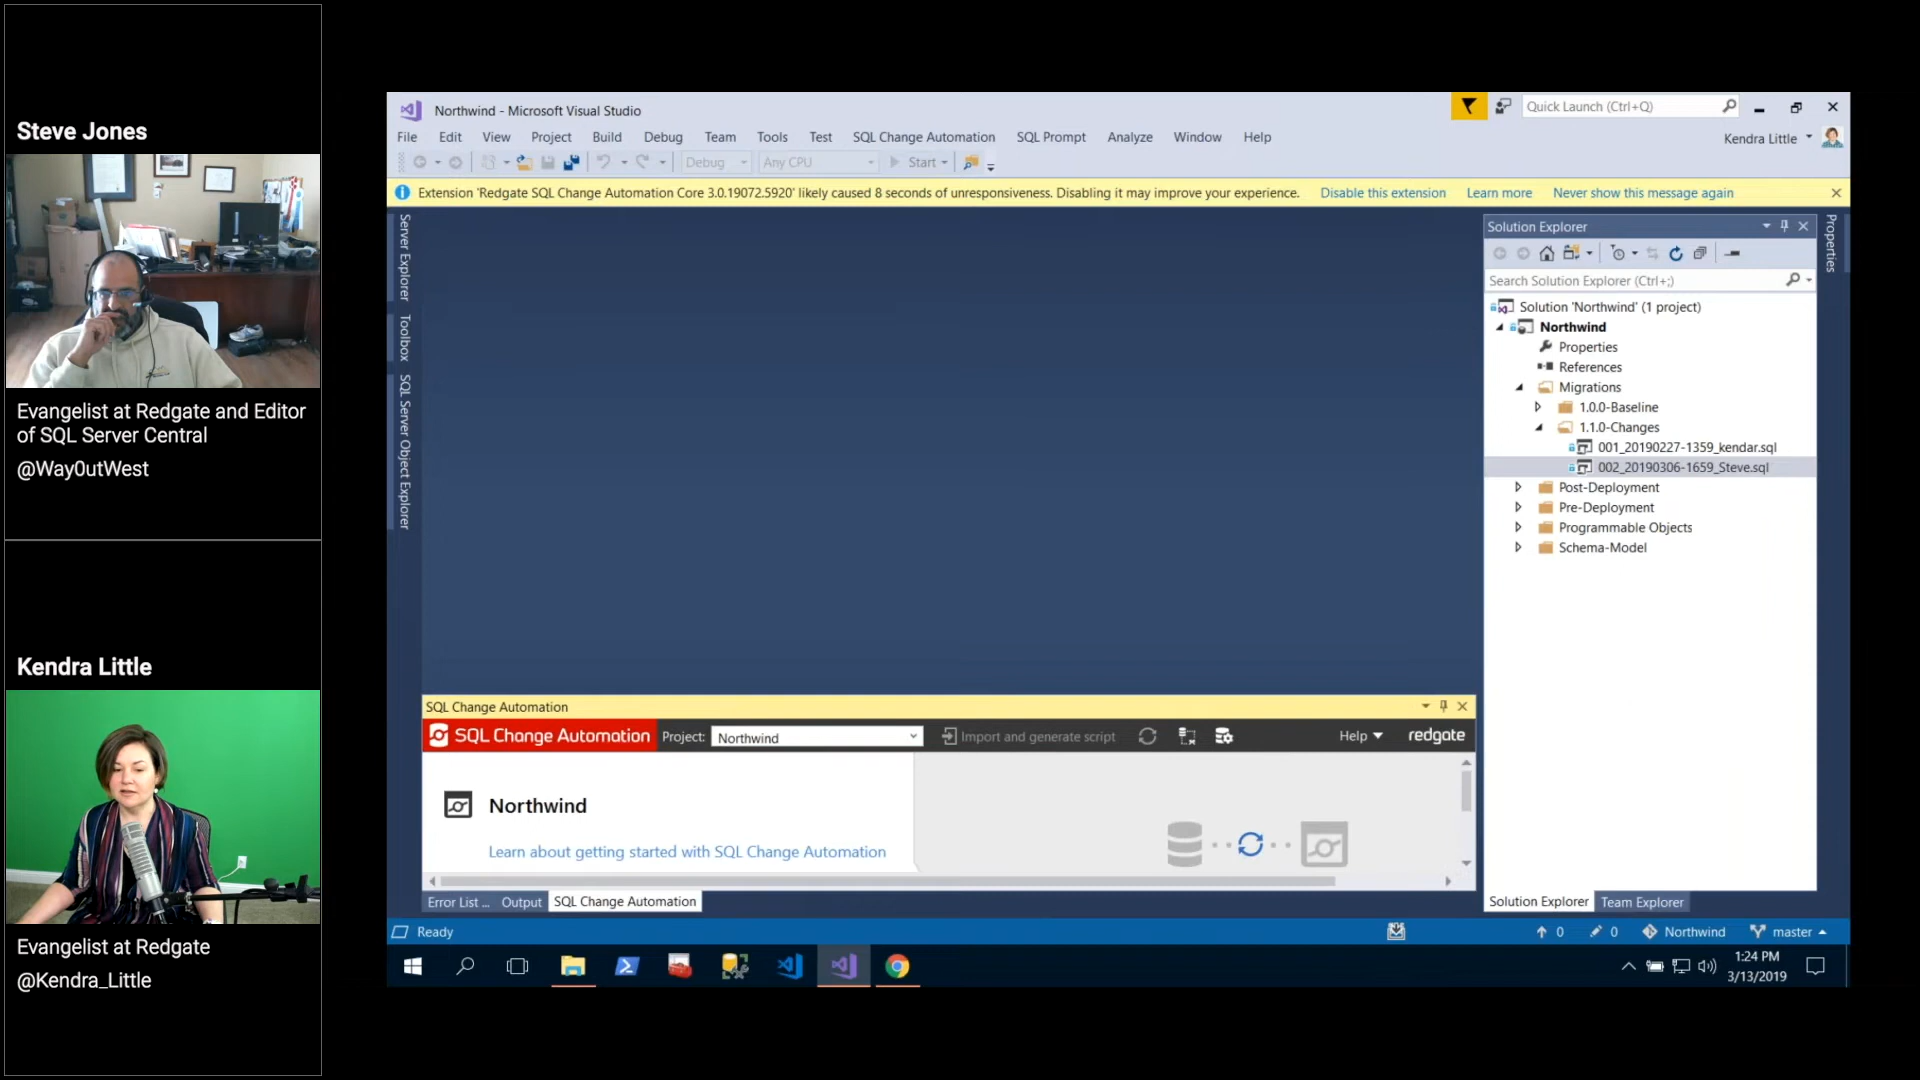 Steve Jones
Evangelist at Redgate and Editor
of SQL Server Central
@Way0utWest
Kendra Little
Evangelist at Redgate
@Kendra_Little
Northwind - Microsoft Visual Studio
Quick Launch (Ctrl+Q)
File Edit View Project Build Debug Team Tools Test SQL Change Automation SQL Prompt Analyze Window Help
Kendra Little
Debug Any CPU Start
Extension 'Redgate SQL Change Automation Core 3.0.19072.5920' likely caused 8 seconds of unresponsiveness. Disabling it may improve your experience. Disable this extension Learn more Never show this message again
Server Explorer
Toolbox
SQL Server Object Explorer
Solution Explorer
Search Solution Explorer (Ctrl+;)
Solution 'Northwind' (1 project)
Northwind
Properties
References
Migrations
1.0.0-Baseline
1.1.0-Changes
001_20190227-1359_kendar.sql
002_20190306-1659_Steve.sql
Post-Deployment
Pre-Deployment
Programmable Objects
Schema-Model
Properties
SQL Change Automation
SQL Change Automation Project: Northwind Import and generate script Help redgate
Northwind
Learn about getting started with SQL Change Automation
Error List ... Output SQL Change Automation
Solution Explorer Team Explorer
Ready
0 0 Northwind master
1:24 PM
3/13/2019